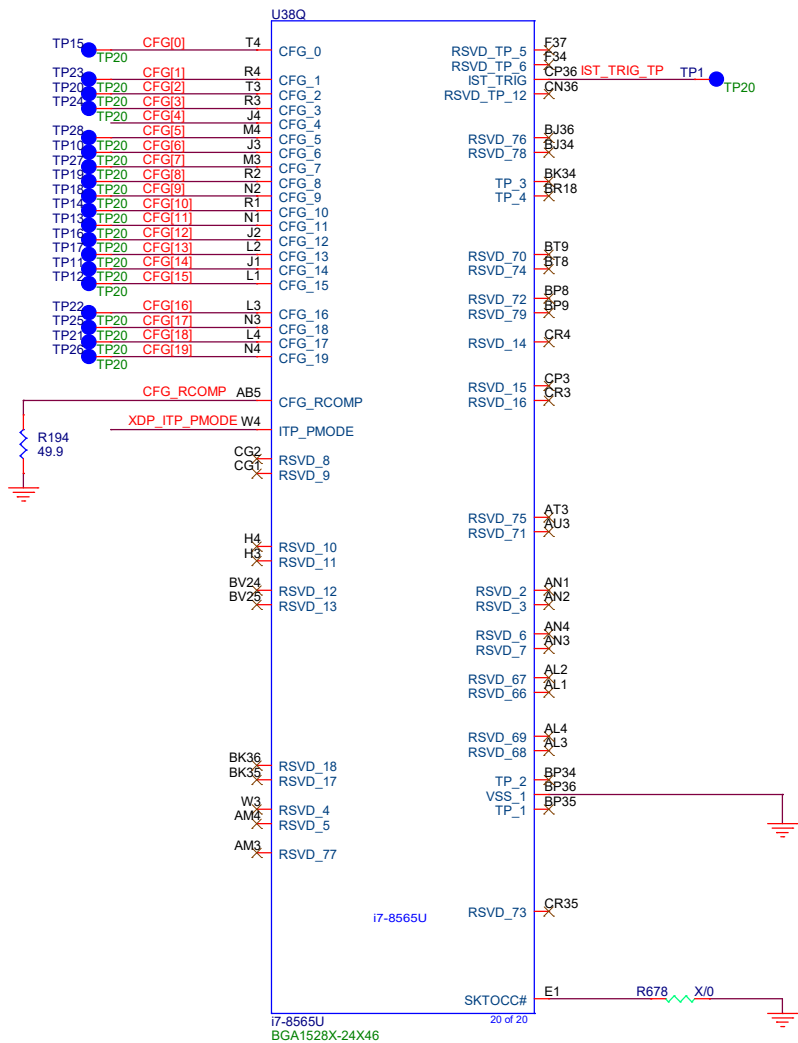 U38Q
TP15 TP20 CFG[0] T4 CFG_0
TP23 CFG[1] R4 CFG_1
TP20 TP20 CFG[2] T3 CFG_2
TP24 TP20 CFG[3] R3 CFG_3
CFG[4] J4 CFG_4
TP28 CFG[5] M4 CFG_5
TP10 TP20 CFG[6] J3 CFG_6
TP27 TP20 CFG[7] M3 CFG_7
TP19 TP20 CFG[8] R2 CFG_8
TP18 TP20 CFG[9] N2 CFG_9
TP14 TP20 CFG[10] R1 CFG_10
TP13 TP20 CFG[11] N1 CFG_11
TP16 TP20 CFG[12] J2 CFG_12
TP17 TP20 CFG[13] L2 CFG_13
TP11 TP20 CFG[14] J1 CFG_14
TP12 TP20 CFG[15] L1 CFG_15
TP20
TP22 CFG[16] L3 CFG_16
TP25 TP20 CFG[17] N3 CFG_18
TP21 TP20 CFG[18] L4 CFG_17
TP26 TP20 CFG[19] N4 CFG_19
TP20
CFG_RCOMP AB5 CFG_RCOMP
R194
49.9
XDP_ITP_PMODE W4 ITP_PMODE
CG2 RSVD_8
CG1 RSVD_9
H4 RSVD_10
H3 RSVD_11
BV24 RSVD_12
BV25 RSVD_13
BK36 RSVD_18
BK35 RSVD_17
W3 RSVD_4
AM4 RSVD_5
AM3 RSVD_77
RSVD_TP_5 F37
RSVD_TP_6 F34
IST_TRIG CP36 IST_TRIG_TP TP1 TP20
RSVD_TP_12 CN36
RSVD_76 BJ36
RSVD_78 BJ34
TP_3 BK34
TP_4 BR18
RSVD_70 BT9
RSVD_74 BT8
RSVD_72 BP8
RSVD_79 BP9
RSVD_14 CR4
RSVD_15 CP3
RSVD_16 CR3
RSVD_75 AT3
RSVD_71 AU3
RSVD_2 AN1
RSVD_3 AN2
RSVD_6 AN4
RSVD_7 AN3
RSVD_67 AL2
RSVD_66 AL1
RSVD_69 AL4
RSVD_68 AL3
TP_2 BP34
VSS_1 BP36
TP_1 BP35
RSVD_73 CR35
i7-8565U
SKTOCC# E1 R678 X/0
i7-8565U 20 of 20
BGA1528X-24X46